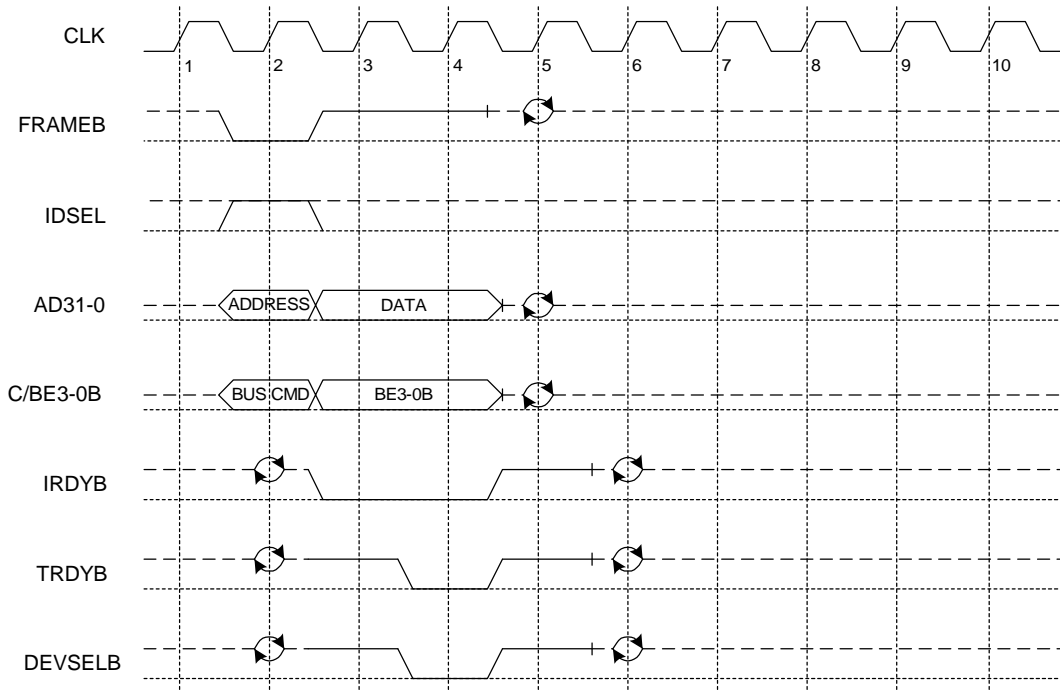 CLK
1 2 3 4 5 6 7 8 9 10
FRAMEB
IDSEL
AD31-0 ADDRESS DATA
C/BE3-0B BUS CMD BE3-0B
IRDYB
TRDYB
DEVSELB